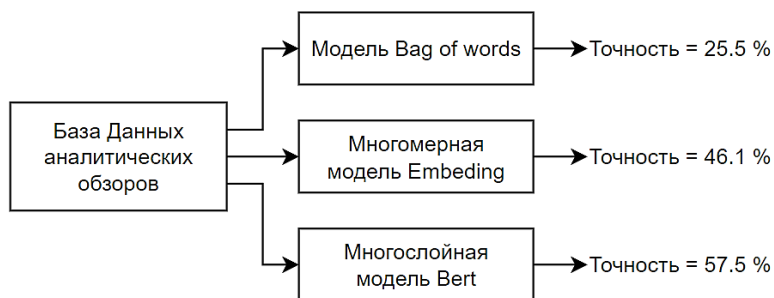 Модель Bag of words
Точность = 25.5 %
База Данных
аналитических
обзоров
Многомерная
модель Embeding
Точность = 46.1 %
Многослойная
модель Bert
Точность = 57.5 %